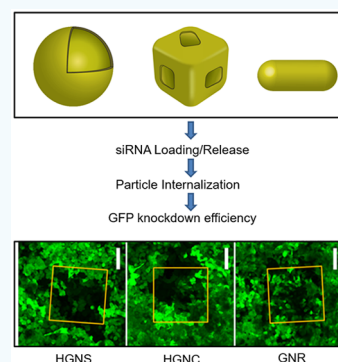 siRNA Loading/Release
Particle Internalization
GFP knockdown efficiency
HGNS HGNC GNR